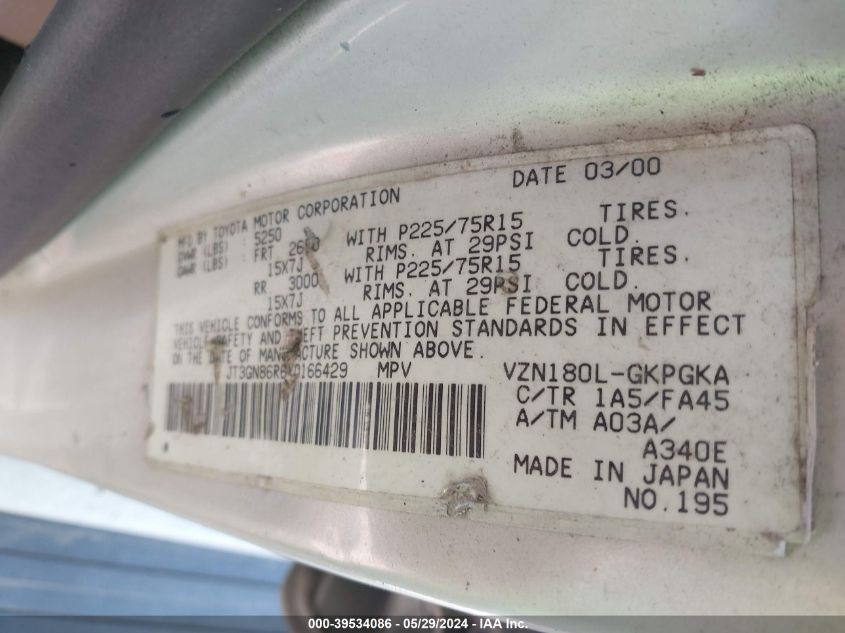 DATE 03/00
MFD BY TOYOTA MOTOR CORPORATION
GVWR (LBS) : 5250
GAWR (LBS) : FRT WITH P225/75R15 TIRES.
15X7J RIMS. AT 29PSI COLD.
RR 3000 WITH P225/75R15 TIRES.
15X7J RIMS. AT 29PSI COLD.
THIS VEHICLE CONFORMS TO ALL APPLICABLE FEDERAL MOTOR
VEHICLE SAFETY AND THEFT PREVENTION STANDARDS IN EFFECT
ON THE DATE OF MANUFACTURE SHOWN ABOVE.
MPV VZN180L-GKPGKA
C/TR 1A5/FA45
A/TM A03A/
A340E
MADE IN JAPAN
NO.195
000-39534086 - 05/29/2024 - IAA Inc.